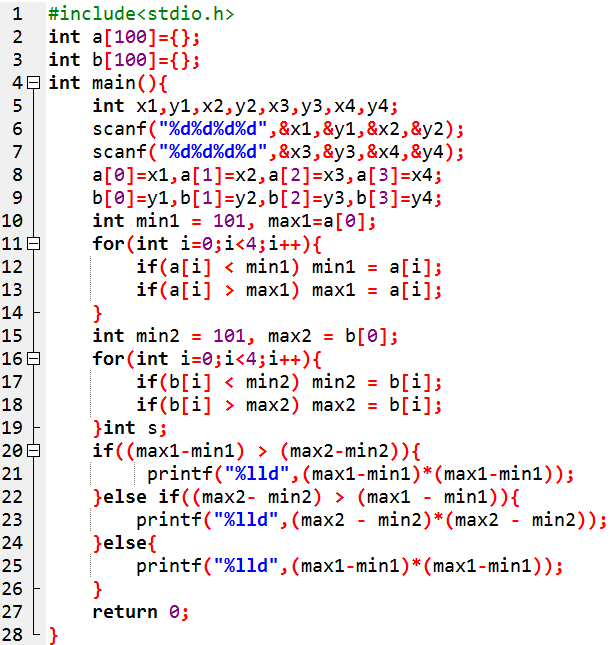 1 #include<stdio.h>
2 int a[100]={};
3 int b[100]={};
4 int main(){
5 int x1,y1,x2,y2,x3,y3,x4,y4;
6 scanf("%d%d%d%d",&x1,&y1,&x2,&y2);
7 scanf("%d%d%d%d",&x3,&y3,&x4,&y4);
8 a[0]=x1,a[1]=x2,a[2]=x3,a[3]=x4;
9 b[0]=y1,b[1]=y2,b[2]=y3,b[3]=y4;
10 int min1 = 101, max1=a[0];
11 for(int i=0;i<4;i++){
12 if(a[i] < min1) min1 = a[i];
13 if(a[i] > max1) max1 = a[i];
14 }
15 int min2 = 101, max2 = b[0];
16 for(int i=0;i<4;i++){
17 if(b[i] < min2) min2 = b[i];
18 if(b[i] > max2) max2 = b[i];
19 }int s;
20 if((max1-min1) > (max2-min2)){
21 printf("%lld",(max1-min1)*(max1-min1));
22 }else if((max2- min2) > (max1 - min1)){
23 printf("%lld",(max2 - min2)*(max2 - min2));
24 }else{
25 printf("%lld",(max1-min1)*(max1-min1));
26 }
27 return 0;
28 }